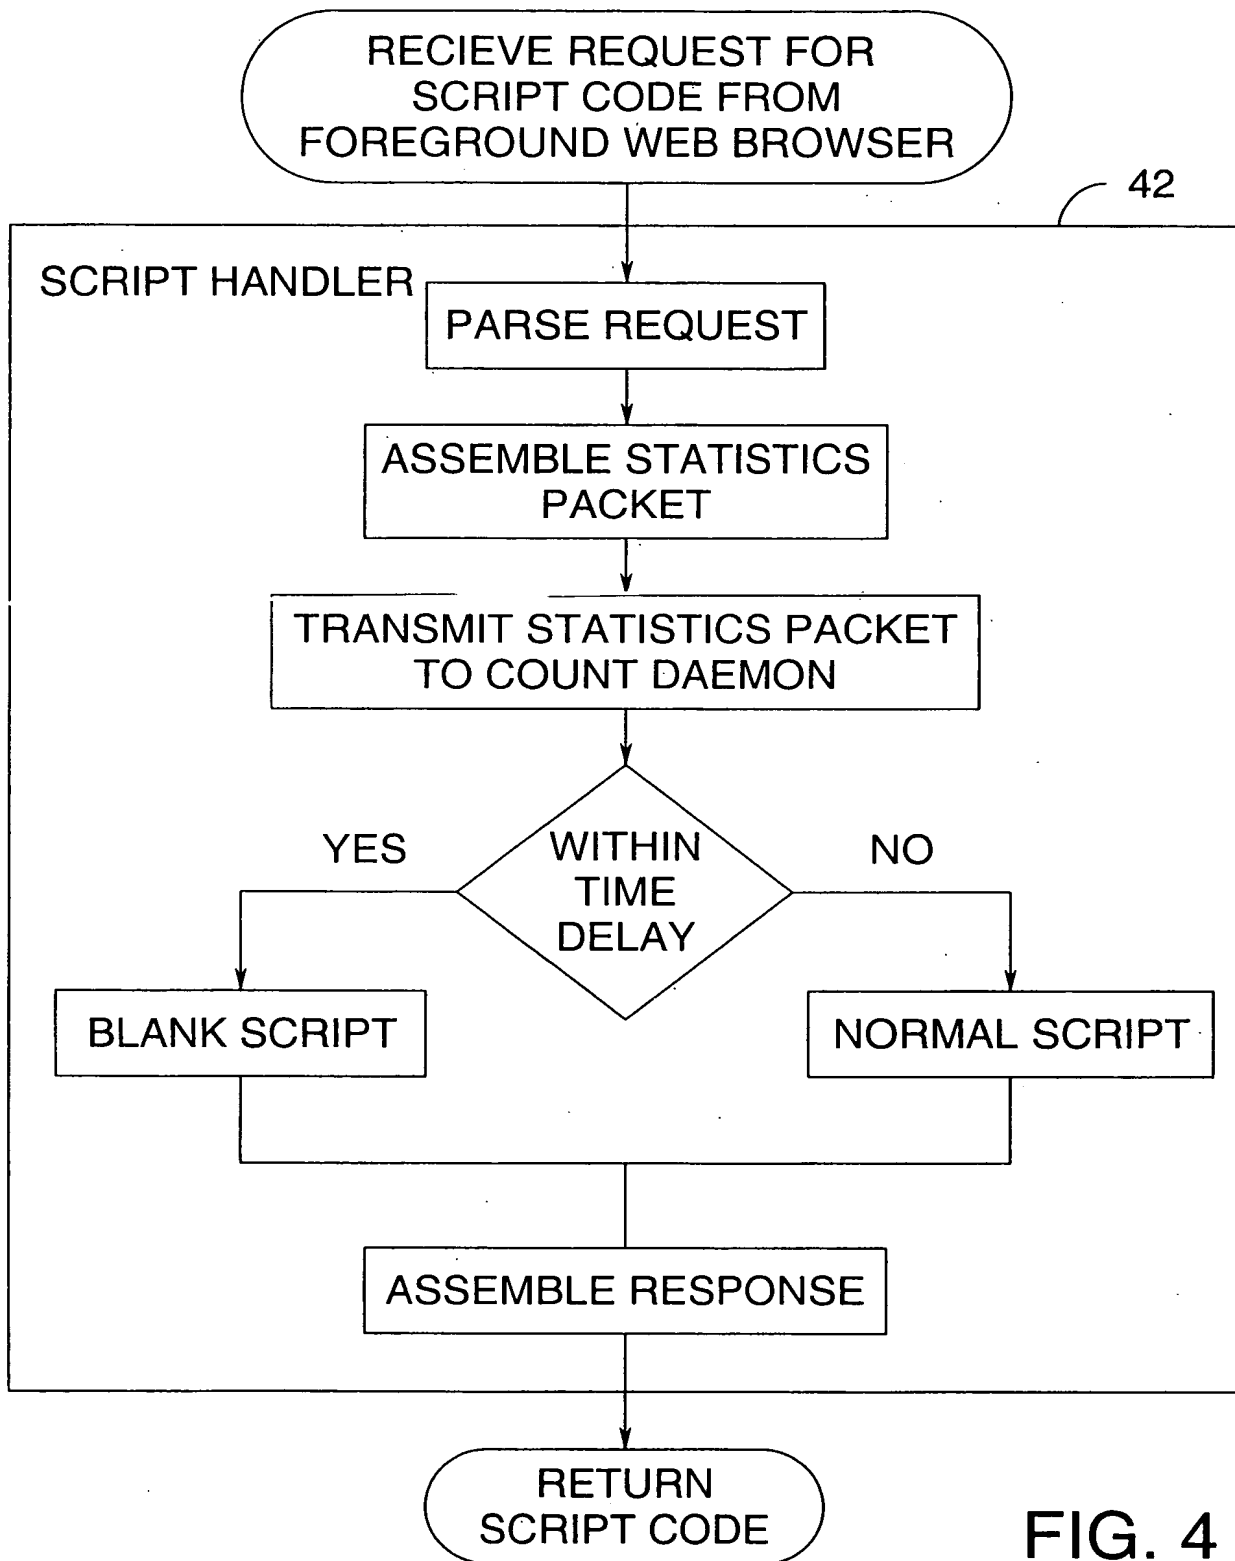 RECIEVE REQUEST FOR
SCRIPT CODE FROM
FOREGROUND WEB BROWSER
42
SCRIPT HANDLER
PARSE REQUEST
ASSEMBLE STATISTICS
PACKET
TRANSMIT STATISTICS PACKET
TO COUNT DAEMON
YES
WITHIN
TIME
DELAY
NO
BLANK SCRIPT
NORMAL SCRIPT
ASSEMBLE RESPONSE
RETURN
SCRIPT CODE
FIG. 4